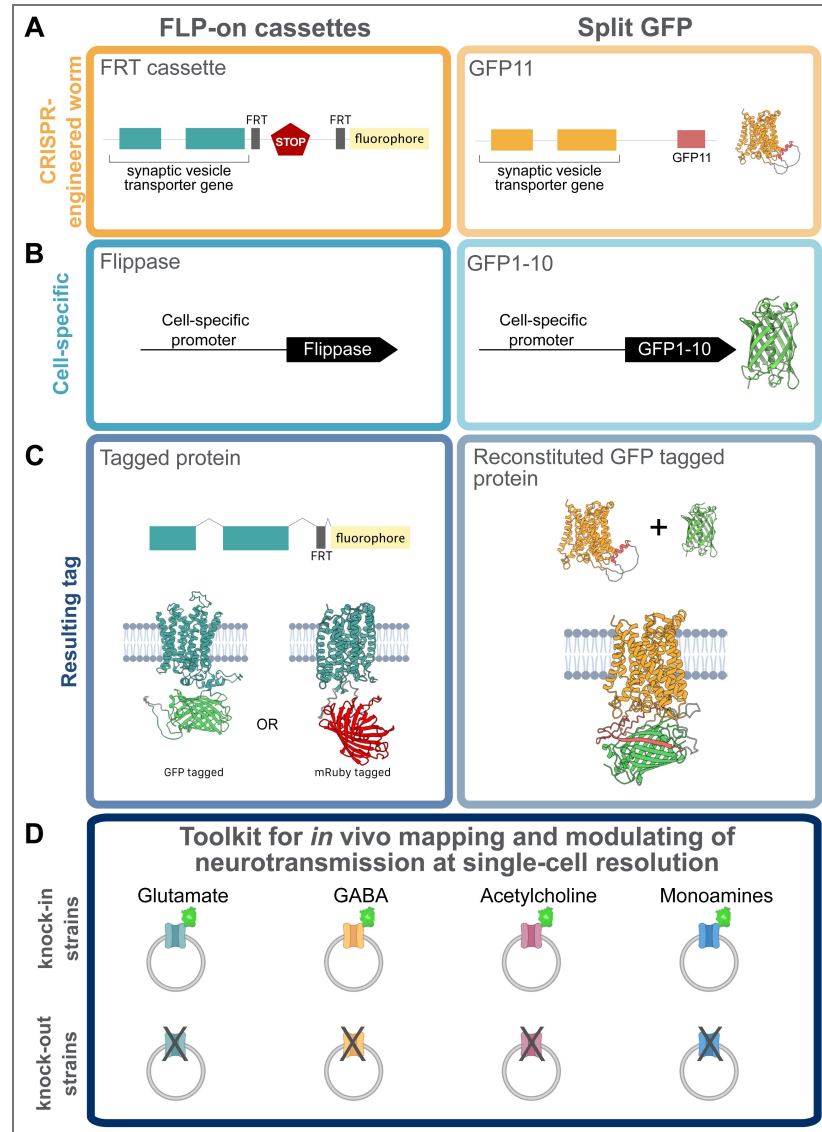 A
FLP-on cassettes
Split GFP
CRISPR-
engineered worm
FRT cassette
FRT
STOP
FRT
fluorophore
synaptic vesicle
transporter gene
GFP11
GFP11
synaptic vesicle
transporter gene
B
Cell-specific
Flippase
Cell-specific
promoter
Flippase
GFP1-10
Cell-specific
promoter
GFP1-10
C
Resulting tag
Tagged protein
fluorophore
FRT
OR
GFP tagged
mRuby tagged
Reconstituted GFP tagged
protein
+
D
Toolkit for in vivo mapping and modulating of
neurotransmission at single-cell resolution
knock-in
strains
Glutamate
GABA
Acetylcholine
Monoamines
knock-out
strains